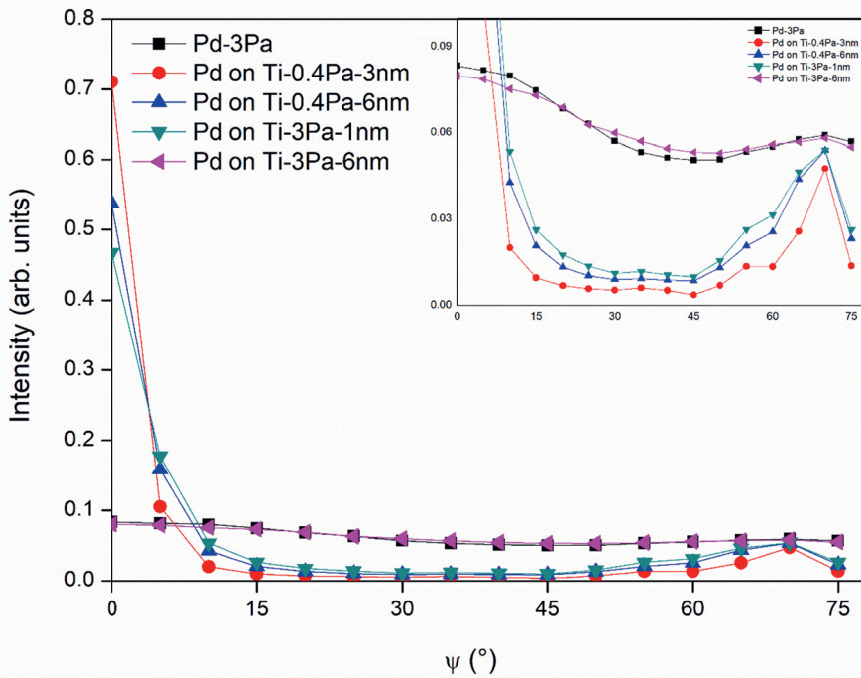 0.8
0.7
0.6
0.5
0.4
0.3
0.2
0.1
0.0
Intensity (arb. units)
0 15 30 45 60 75
ψ (°)
Pd-3Pa
Pd on Ti-0.4Pa-3nm
Pd on Ti-0.4Pa-6nm
Pd on Ti-3Pa-1nm
Pd on Ti-3Pa-6nm
0.09
0.06
0.03
0.00
0 15 30 45 60 75
Pd-3Pa
Pd on Ti-0.4Pa-3nm
Pd on Ti-0.4Pa-6nm
Pd on Ti-3Pa-1nm
Pd on Ti-3Pa-6nm